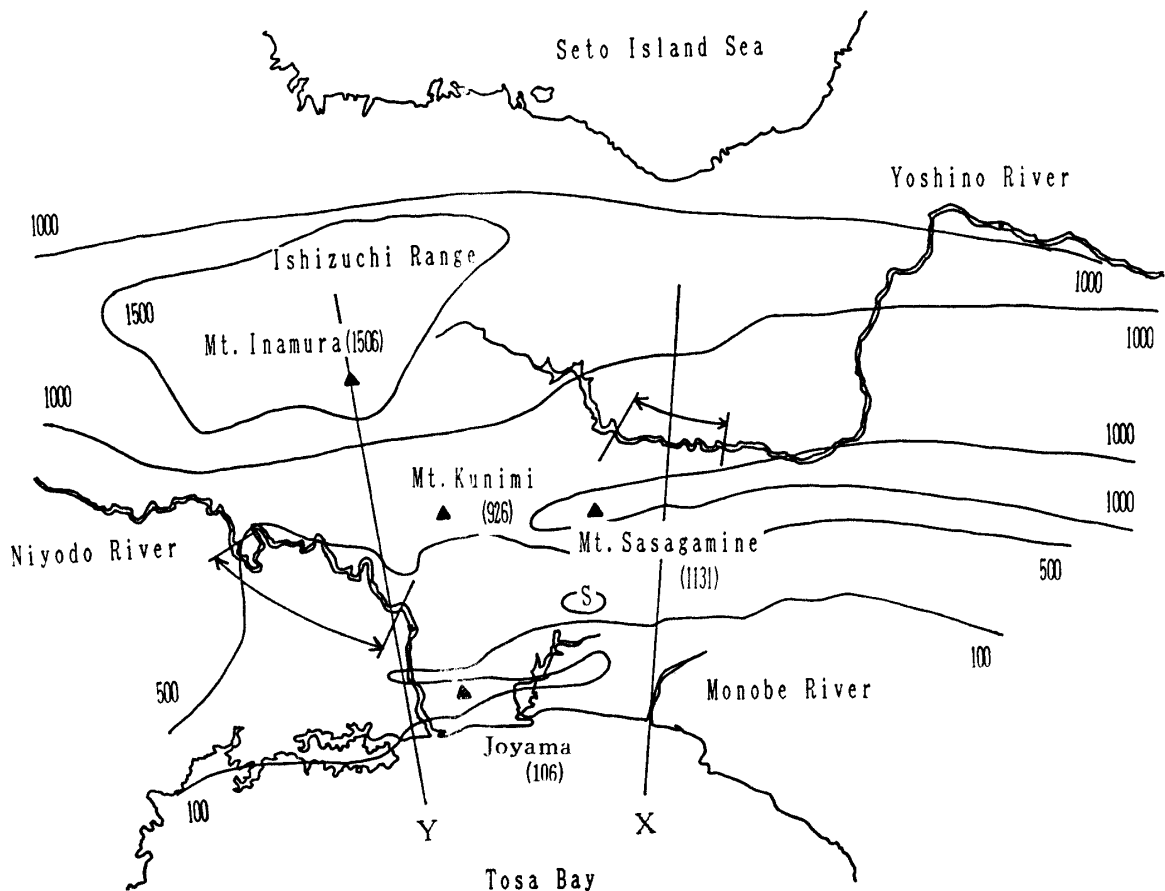 Seto Island Sea
Yoshino River
1000
Ishizuchi Range
1000
1500
1000
Mt. Inamura(1506)
1000
1000
Mt. Kunimi
(926)
1000
Niyodo River
Mt. Sasagamine
(1131)
500
S
100
500
Monobe River
Joyama
(106)
100
Y
X
Tosa Bay